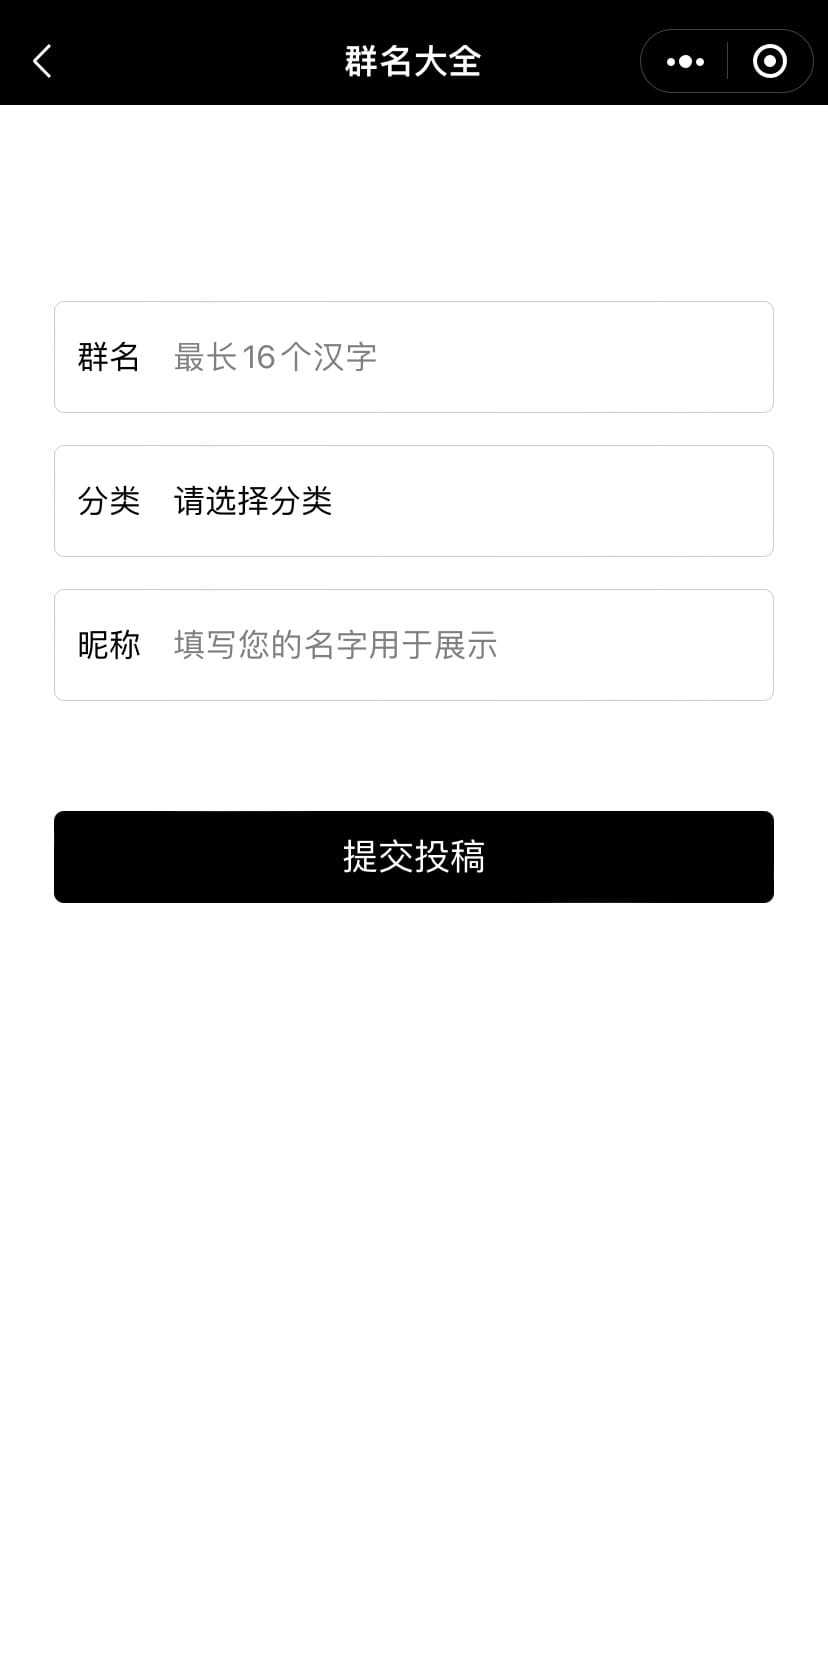 群名大全
群名 最长16个汉字
分类 请选择分类
昵称 填写您的名字用于展示
提交投稿